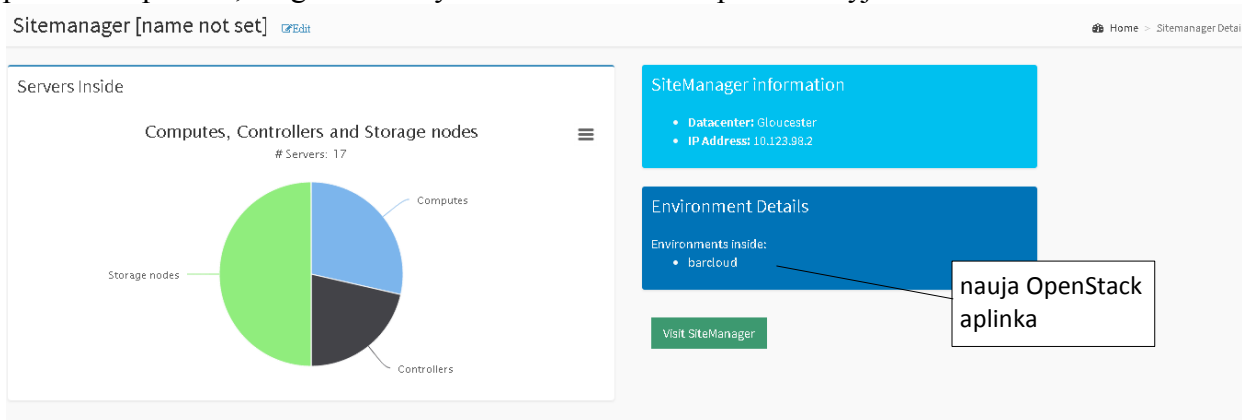 Sitemanager [name not set] Edit
Home > Sitemanager Detai
Servers Inside
Computes, Controllers and Storage nodes
# Servers: 17
Computes
Storage nodes
Controllers
SiteManager information
• Datacenter: Gloucester
• IP Address: 10.123.98.2
Environment Details
Environments inside:
• barcloud
nauja OpenStack
aplinka
Visit SiteManager